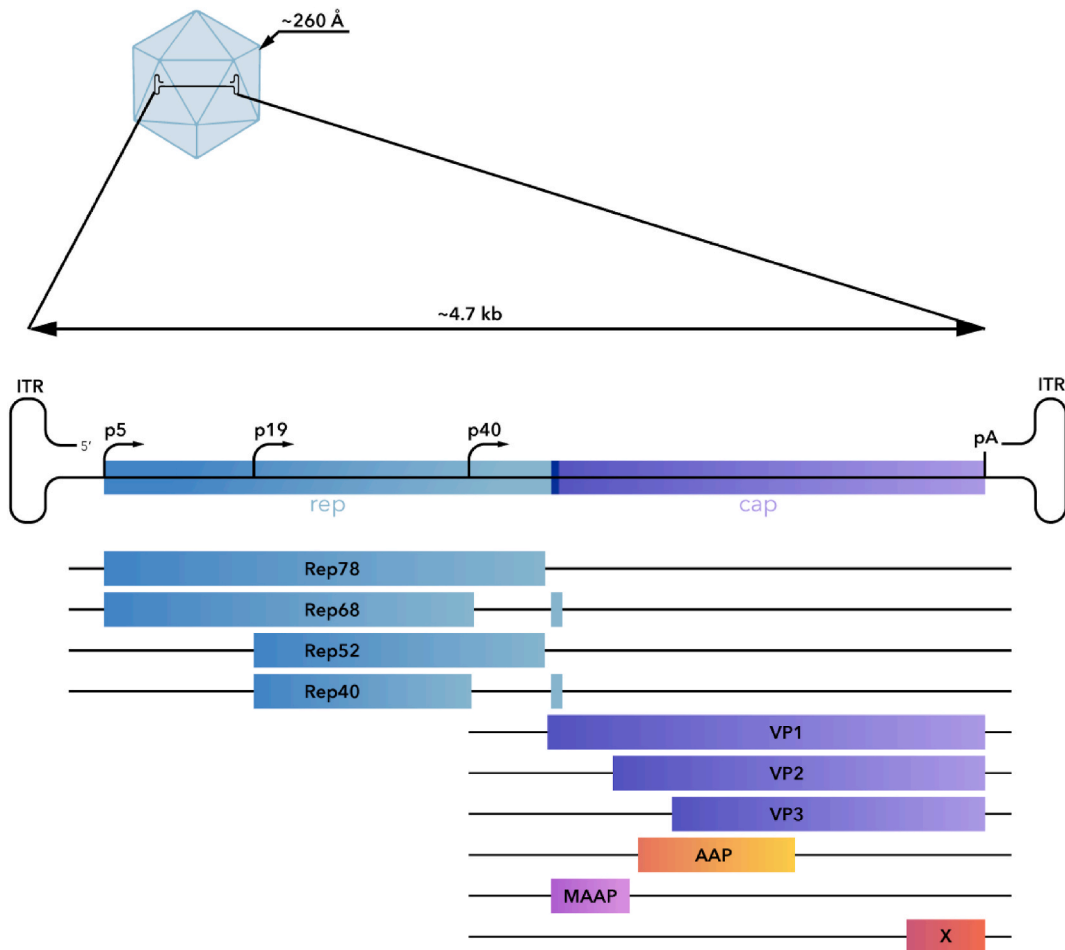 ~260 Å
~4.7 kb
ITR
ITR
5'
p5
p19
p40
pA
rep
cap
Rep78
Rep68
Rep52
Rep40
VP1
VP2
VP3
AAP
MAAP
X